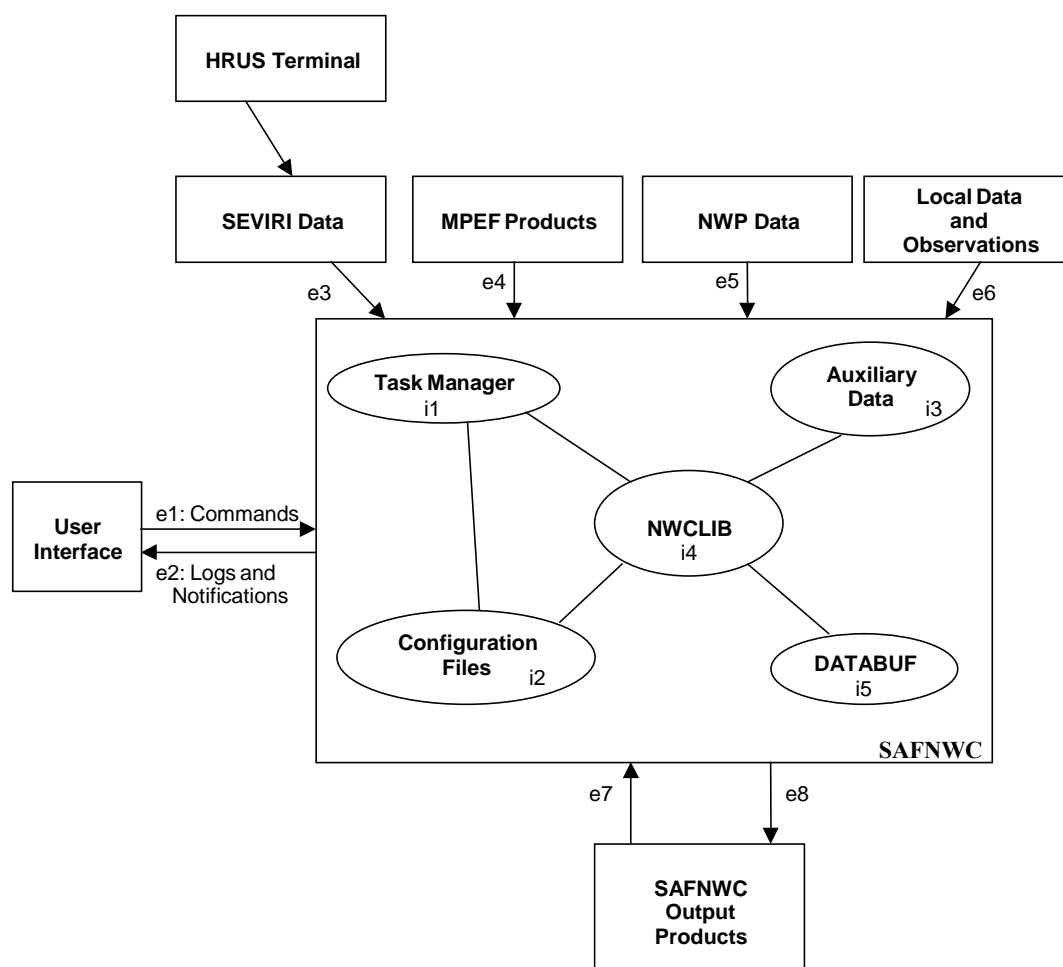 HRUS Terminal
SEVIRI Data
MPEF Products
NWP Data
Local Data
and
Observations
e3
e4
e5
e6
Task Manager
i1
Auxiliary
Data
i3
User
Interface
e1: Commands
e2: Logs and
Notifications
NWCLIB
i4
Configuration
Files
i2
DATABUF
i5
SAFNWC
e7
e8
SAFNWC
Output
Products